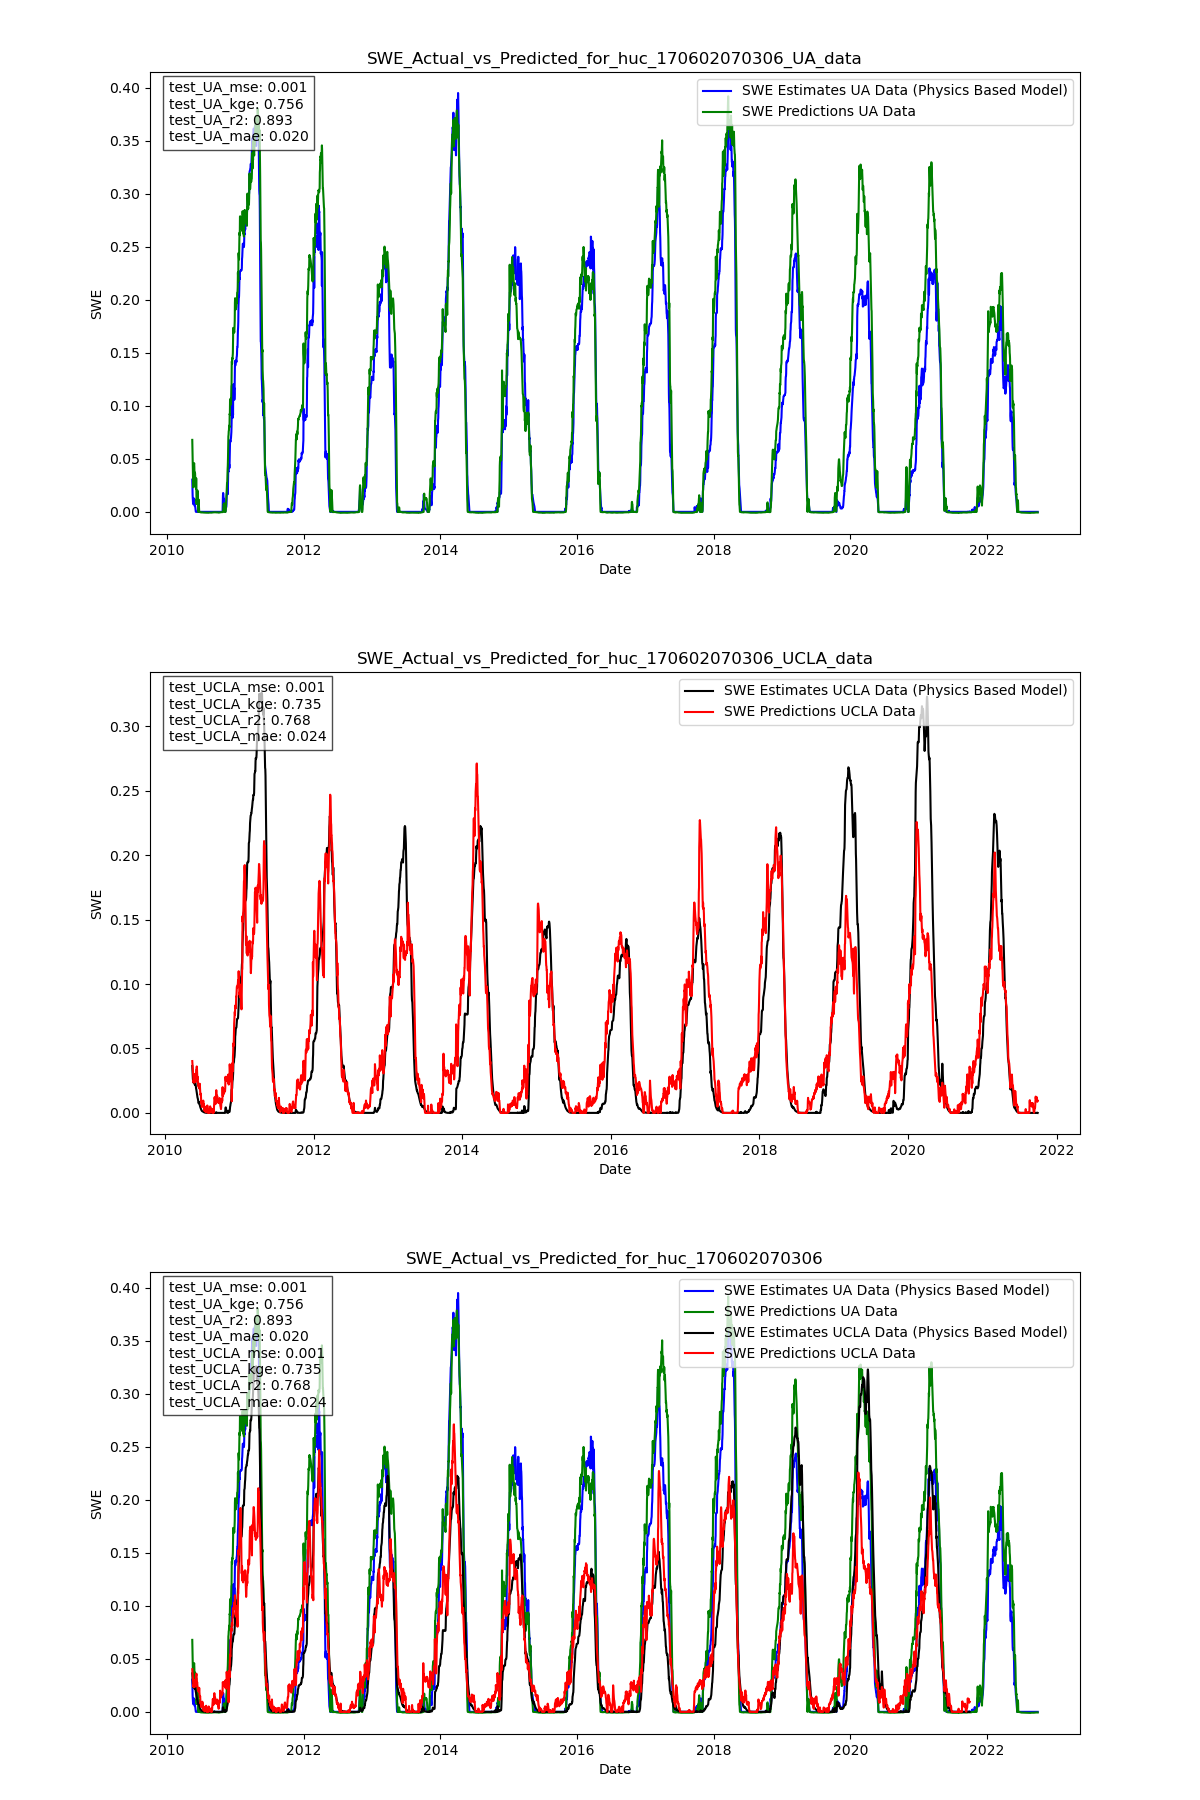 SWE_Actual_vs_Predicted_for_huc_170602070306_UA_data
test_UA_mse: 0.001
test_UA_kge: 0.756
test_UA_r2: 0.893
test_UA_mae: 0.020
SWE Estimates UA Data (Physics Based Model)
SWE Predictions UA Data
0.40
0.35
0.30
0.25
0.20
0.15
0.10
0.05
0.00
SWE
2010 2012 2014 2016 2018 2020 2022
Date
SWE_Actual_vs_Predicted_for_huc_170602070306_UCLA_data
test_UCLA_mse: 0.001
test_UCLA_kge: 0.735
test_UCLA_r2: 0.768
test_UCLA_mae: 0.024
SWE Estimates UCLA Data (Physics Based Model)
SWE Predictions UCLA Data
0.30
0.25
0.20
0.15
0.10
0.05
0.00
SWE
2010 2012 2014 2016 2018 2020 2022
Date
SWE_Actual_vs_Predicted_for_huc_170602070306
test_UA_mse: 0.001
test_UA_kge: 0.756
test_UA_r2: 0.893
test_UA_mae: 0.020
test_UCLA_mse: 0.001
test_UCLA_kge: 0.735
test_UCLA_r2: 0.768
test_UCLA_mae: 0.024
SWE Estimates UA Data (Physics Based Model)
SWE Predictions UA Data
SWE Estimates UCLA Data (Physics Based Model)
SWE Predictions UCLA Data
0.40
0.35
0.30
0.25
0.20
0.15
0.10
0.05
0.00
SWE
2010 2012 2014 2016 2018 2020 2022
Date